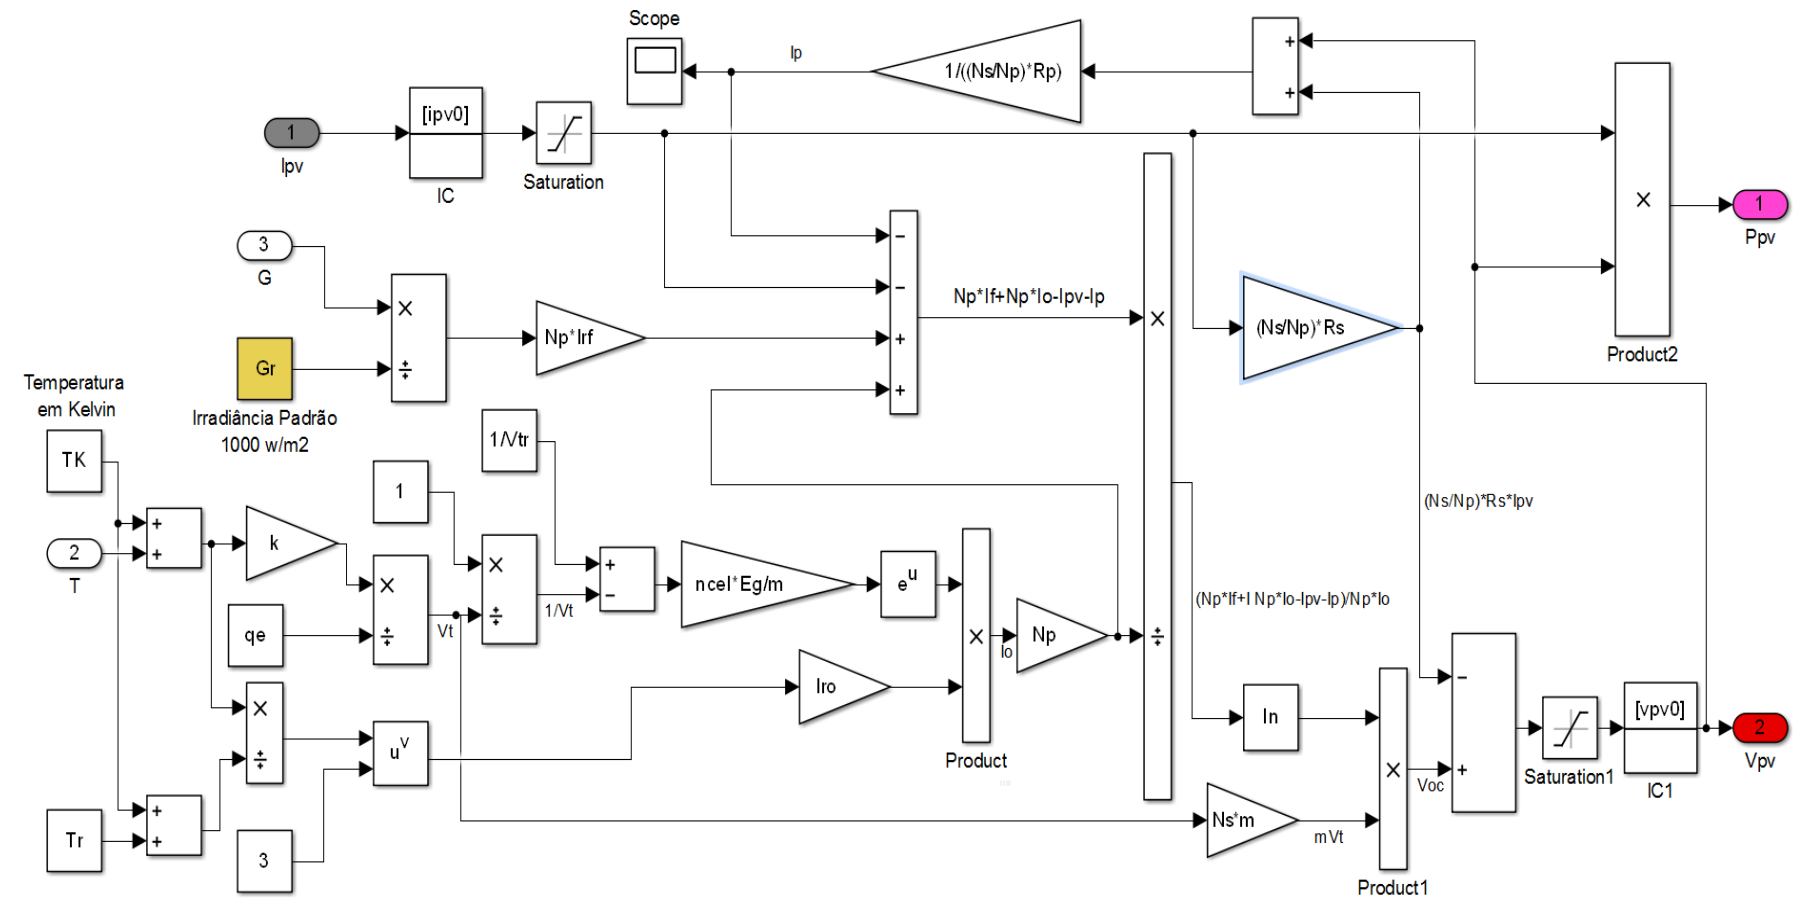 Scope
Ip
1/((Ns/Np)*Rp)
+
+
[ipv0]
1
Ipv
IC
Saturation
×
1
Ppv
3
G
−
−
+
+
Np*If+Np*Io-Ipv-Ip
×
÷
Np*Irf
×
(Ns/Np)*Rs
Product2
Gr
Temperatura
em Kelvin
Irradiância Padrão
1000 w/m2
TK
1/Vtr
1
(Ns/Np)*Rs*Ipv
+
+
k
2
T
×
÷
Vt
×
÷
1/Vt
+
−
ncel*Eg/m
e^u
×
Io
Np
÷
(Np*If+I Np*Io-Ipv-Ip)/Np*Io
qe
Iro
Product
×
÷
u^v
ln
−
+
[vpv0]
2
Vpv
Saturation1
IC1
×
Voc
Tr
+
+
3
Ns*m
mVt
Product1